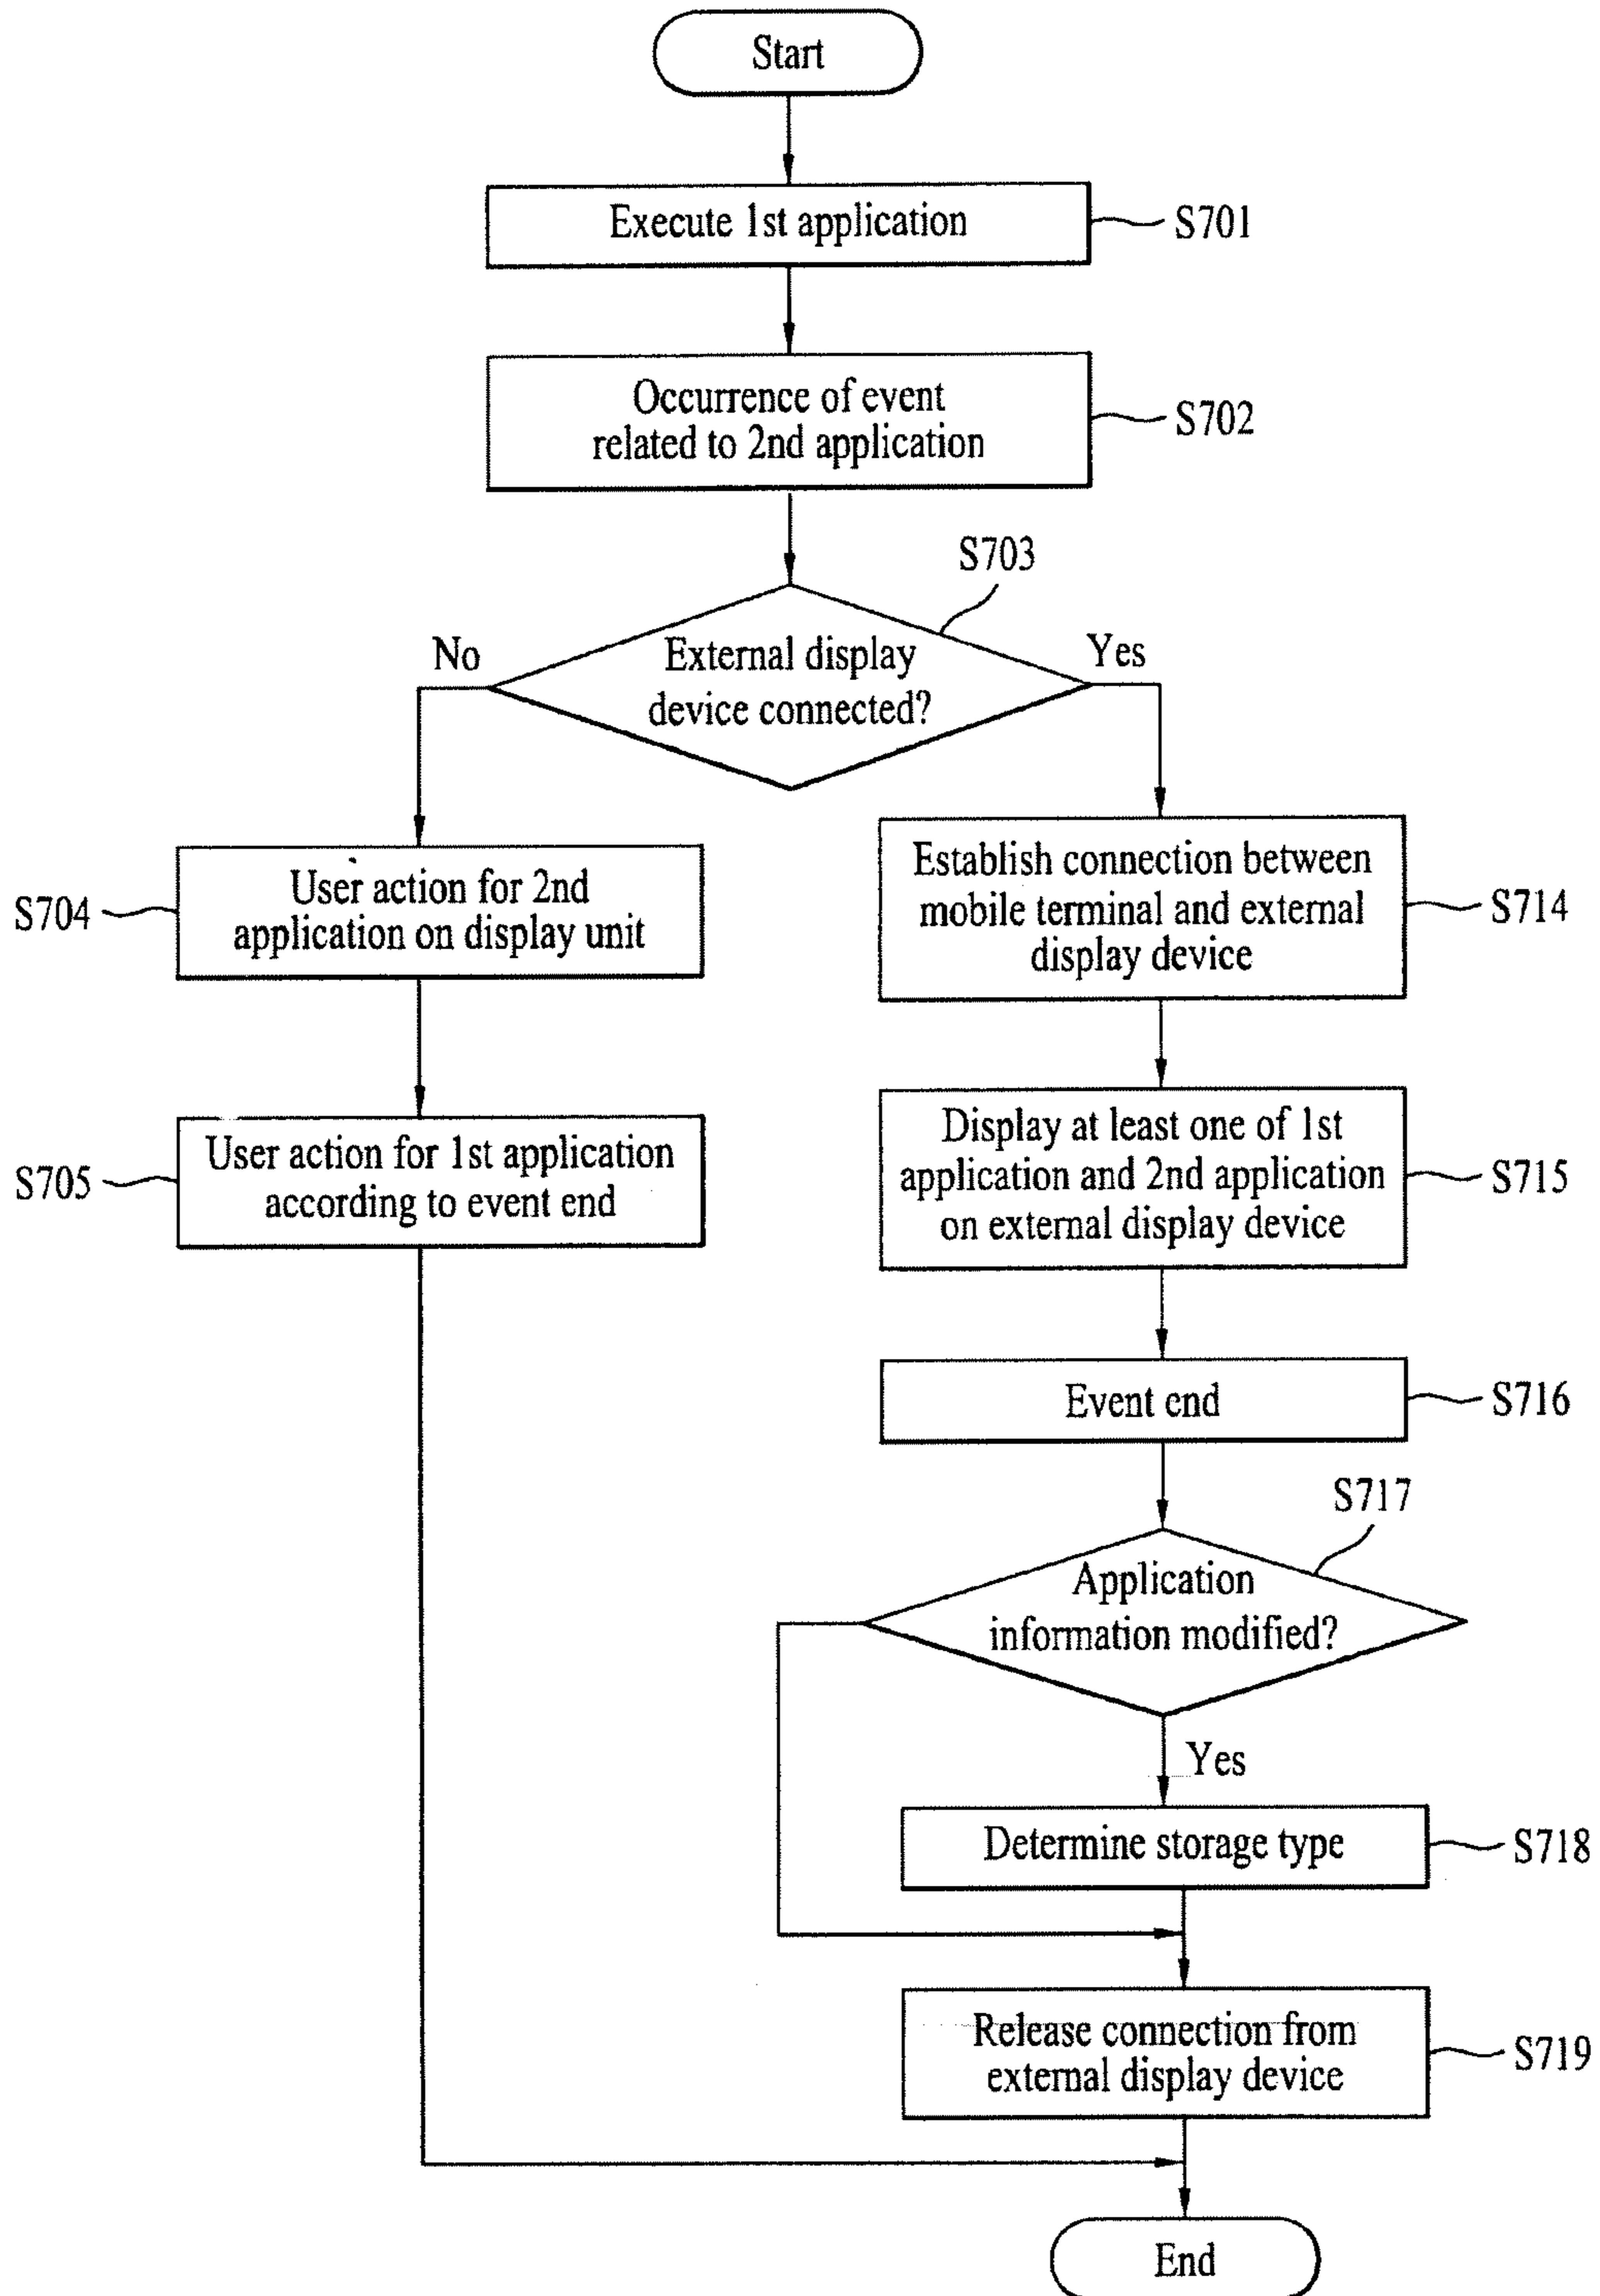 Start
Execute 1st application
S701
Occurrence of event
related to 2nd application
S702
S703
External display
device connected?
No
Yes
User action for 2nd
application on display unit
S704
Establish connection between
mobile terminal and external
display device
S714
User action for 1st application
according to event end
S705
Display at least one of 1st
application and 2nd application
on external display device
S715
Event end
S716
S717
Application
information modified?
Yes
Determine storage type
S718
Release connection from
external display device
S719
End